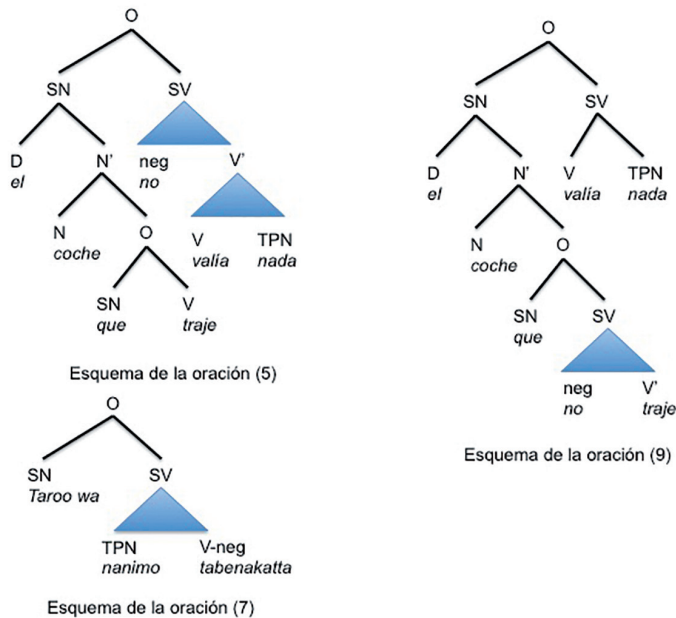 O
SN SV
D N' neg V'
el no
N O V TPN
coche valía nada
SN V
que traje
Esquema de la oración (5)
O
SN SV
Taroo wa
TPN V-neg
nanimo tabenakatta
Esquema de la oración (7)
O
SN SV
D N' V TPN
el valía nada
N O
coche
SN SV
que
neg V'
no traje
Esquema de la oración (9)